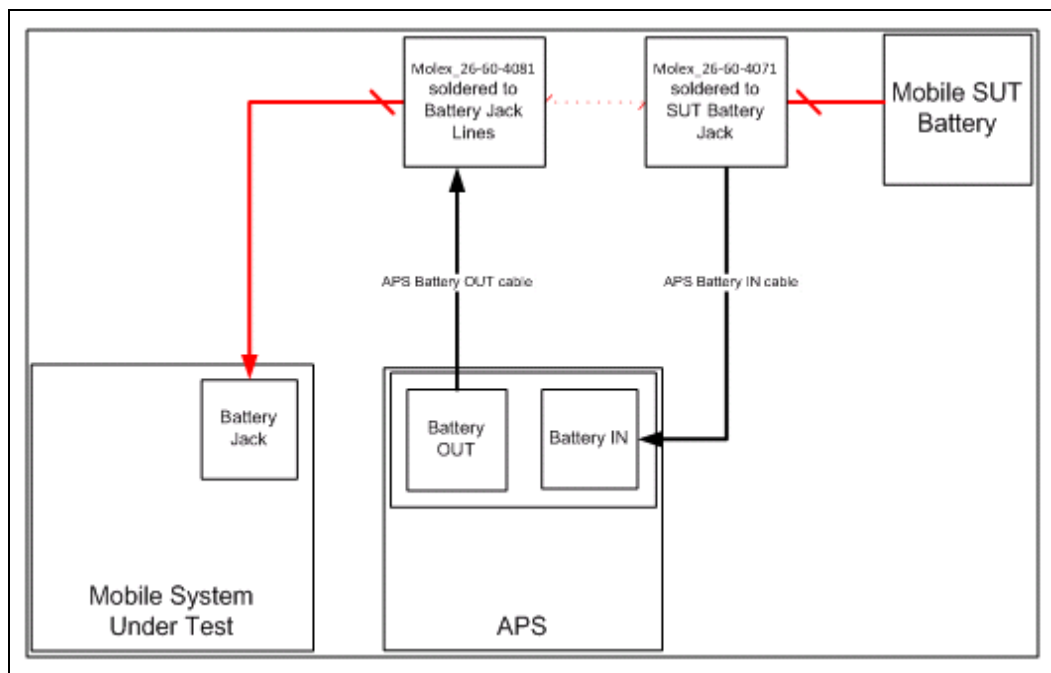 Molex_26-60-4081
soldered to
Battery Jack
Lines
Molex_26-60-4071
soldered to
SUT Battery
Jack
Mobile SUT
Battery
APS Battery OUT cable
APS Battery IN cable
Battery
Jack
Battery
OUT
Battery IN
Mobile System
Under Test
APS